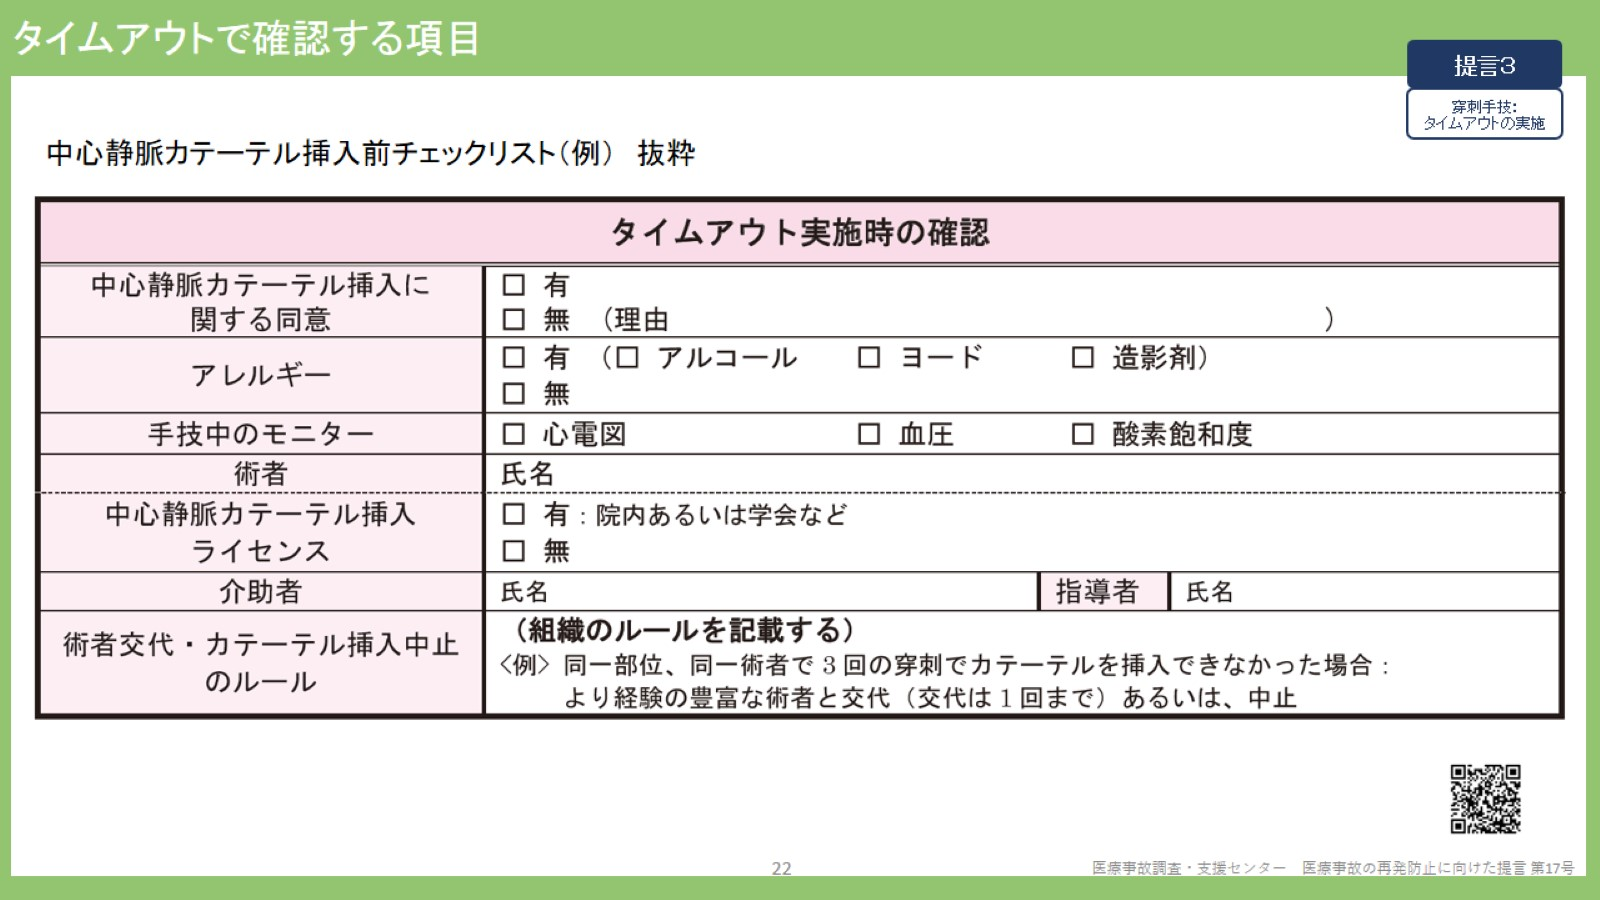 タイムアウトで確認する項目
提言3
穿刺手技：
タイムアウトの実施
中心静脈カテーテル挿入前チェックリスト（例） 抜粋
タイムアウト実施時の確認
中心静脈カテーテル挿入に
関する同意
□ 有
□ 無 （理由 ）
アレルギー
□ 有 （□ アルコール □ ヨード □ 造影剤）
□ 無
手技中のモニター
□ 心電図 □ 血圧 □ 酸素飽和度
術者
氏名
中心静脈カテーテル挿入
ライセンス
□ 有：院内あるいは学会など
□ 無
介助者
氏名
指導者
氏名
術者交代・カテーテル挿入中止
のルール
（組織のルールを記載する）
〈例〉 同一部位、同一術者で3回の穿刺でカテーテルを挿入できなかった場合：
より経験の豊富な術者と交代（交代は1回まで）あるいは、中止
22
医療事故調査・支援センター 医療事故の再発防止に向けた提言 第17号